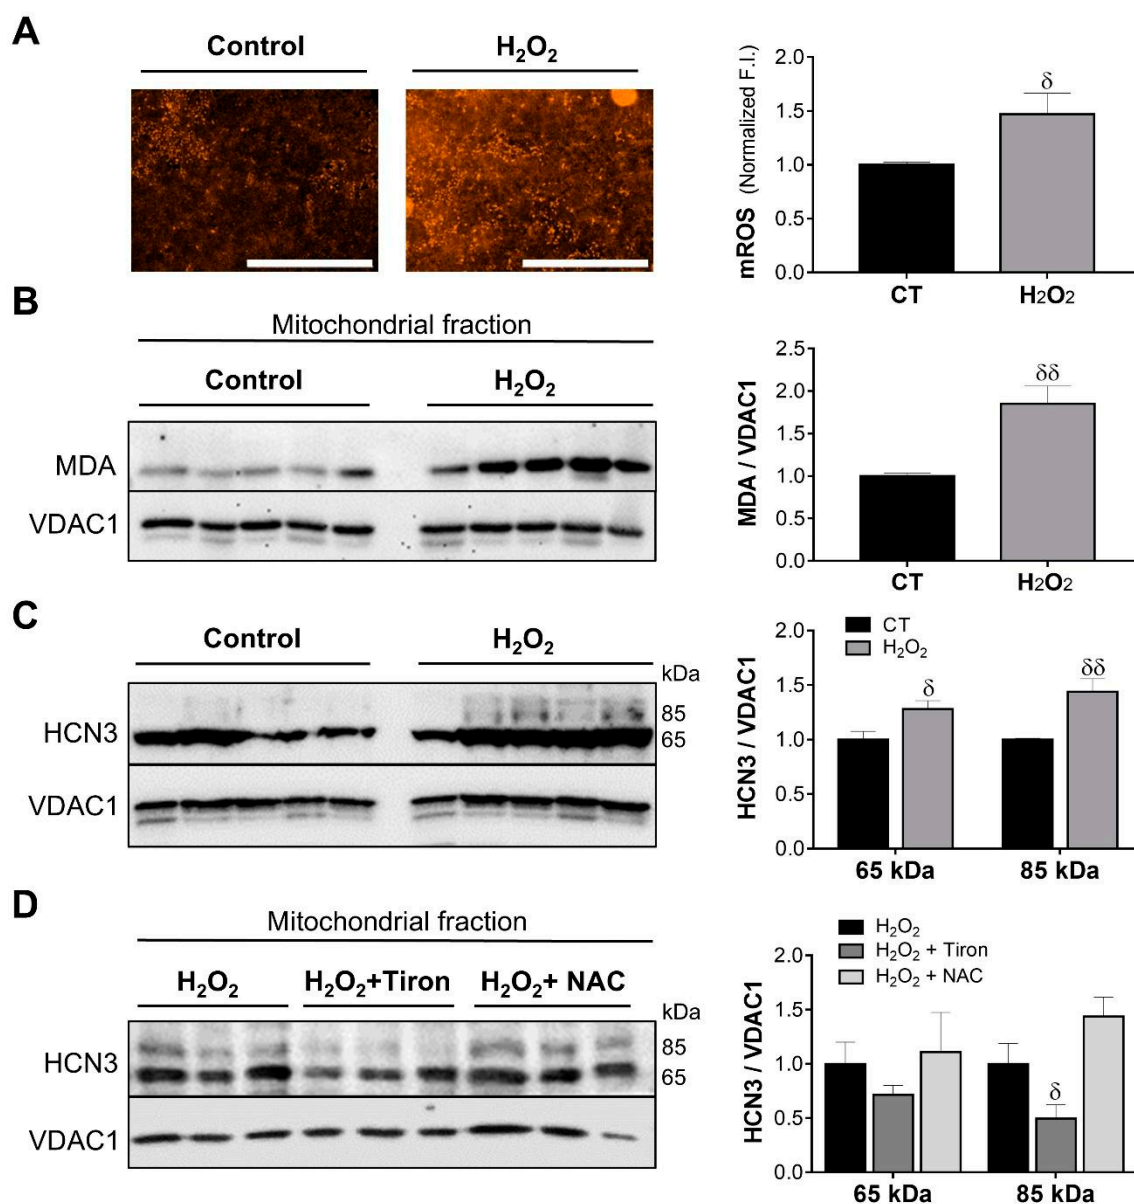 A
Control
H₂O₂
mROS (Normalized F.I.)
2.0
1.5
1.0
0.5
0.0
δ
CT
H₂O₂
B
Mitochondrial fraction
Control
H₂O₂
MDA
VDAC1
MDA / VDAC1
2.5
2.0
1.5
1.0
0.5
0.0
δδ
CT
H₂O₂
C
Control
H₂O₂
kDa
HCN3
85
65
VDAC1
HCN3 / VDAC1
CT
H₂O₂
2.0
1.5
1.0
0.5
0.0
δ
δδ
65 kDa
85 kDa
D
Mitochondrial fraction
H₂O₂
H₂O₂+Tiron
H₂O₂+ NAC
kDa
HCN3
85
65
VDAC1
HCN3 / VDAC1
H₂O₂
H₂O₂ + Tiron
H₂O₂ + NAC
2.0
1.5
1.0
0.5
0.0
δ
65 kDa
85 kDa